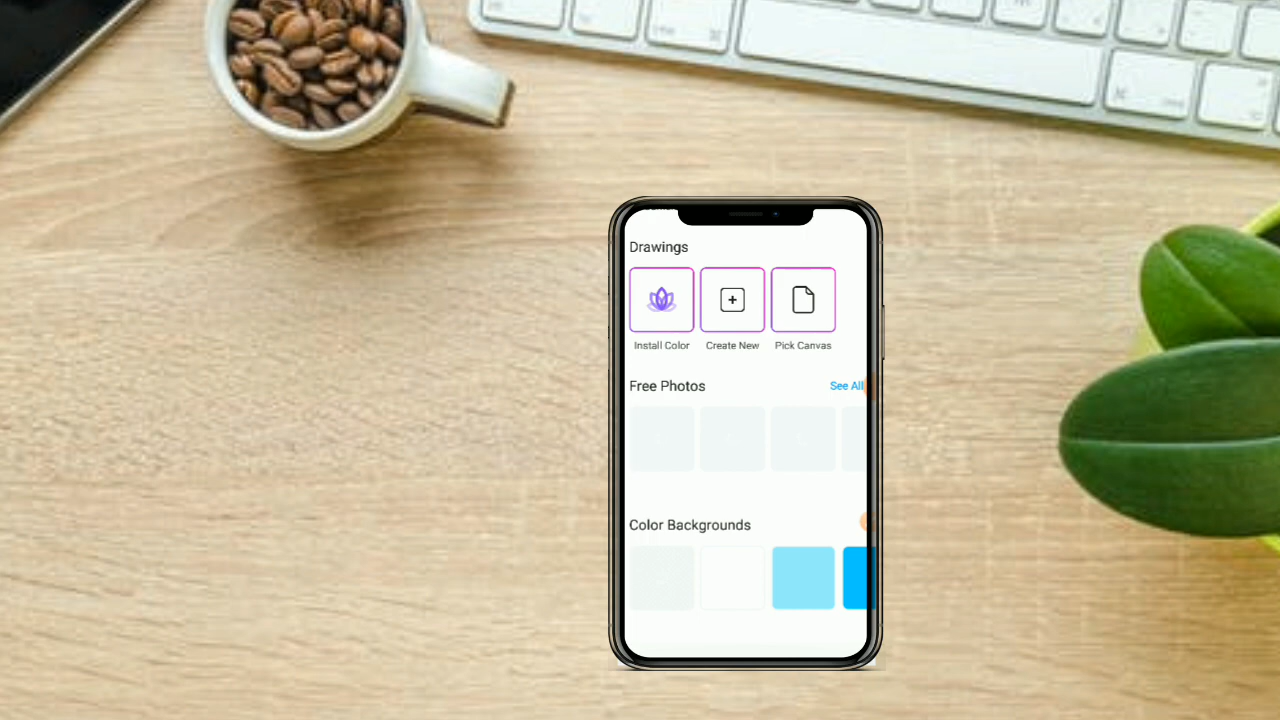 Drawings
Install Color
Create New
Pick Canvas
Free Photos
See All
Color Backgrounds